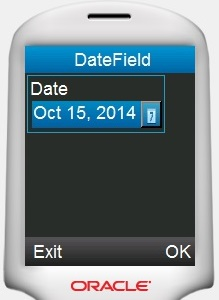 DateField
Date
Oct 15, 2014
Exit OK
ORACLE